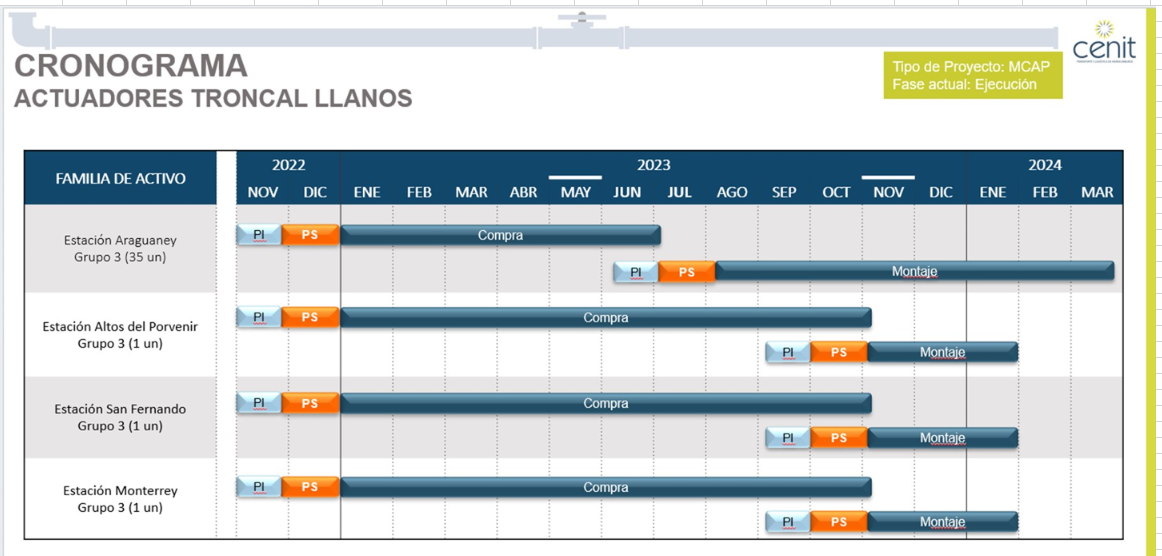 CRONOGRAMA
ACTUADORES TRONCAL LLANOS
Tipo de Proyecto: MCAP
Fase actual: Ejecución
cenit
FAMILIA DE ACTIVO
2022 2023 2024
NOV DIC ENE FEB MAR ABR MAY JUN JUL AGO SEP OCT NOV DIC ENE FEB MAR
Estación Araguaney
Grupo 3 (35 un)
PI PS Compra
PI PS Montaje
Estación Altos del Porvenir
Grupo 3 (1 un)
PI PS Compra
PI PS Montaje
Estación San Fernando
Grupo 3 (1 un)
PI PS Compra
PI PS Montaje
Estación Monterrey
Grupo 3 (1 un)
PI PS Compra
PI PS Montaje